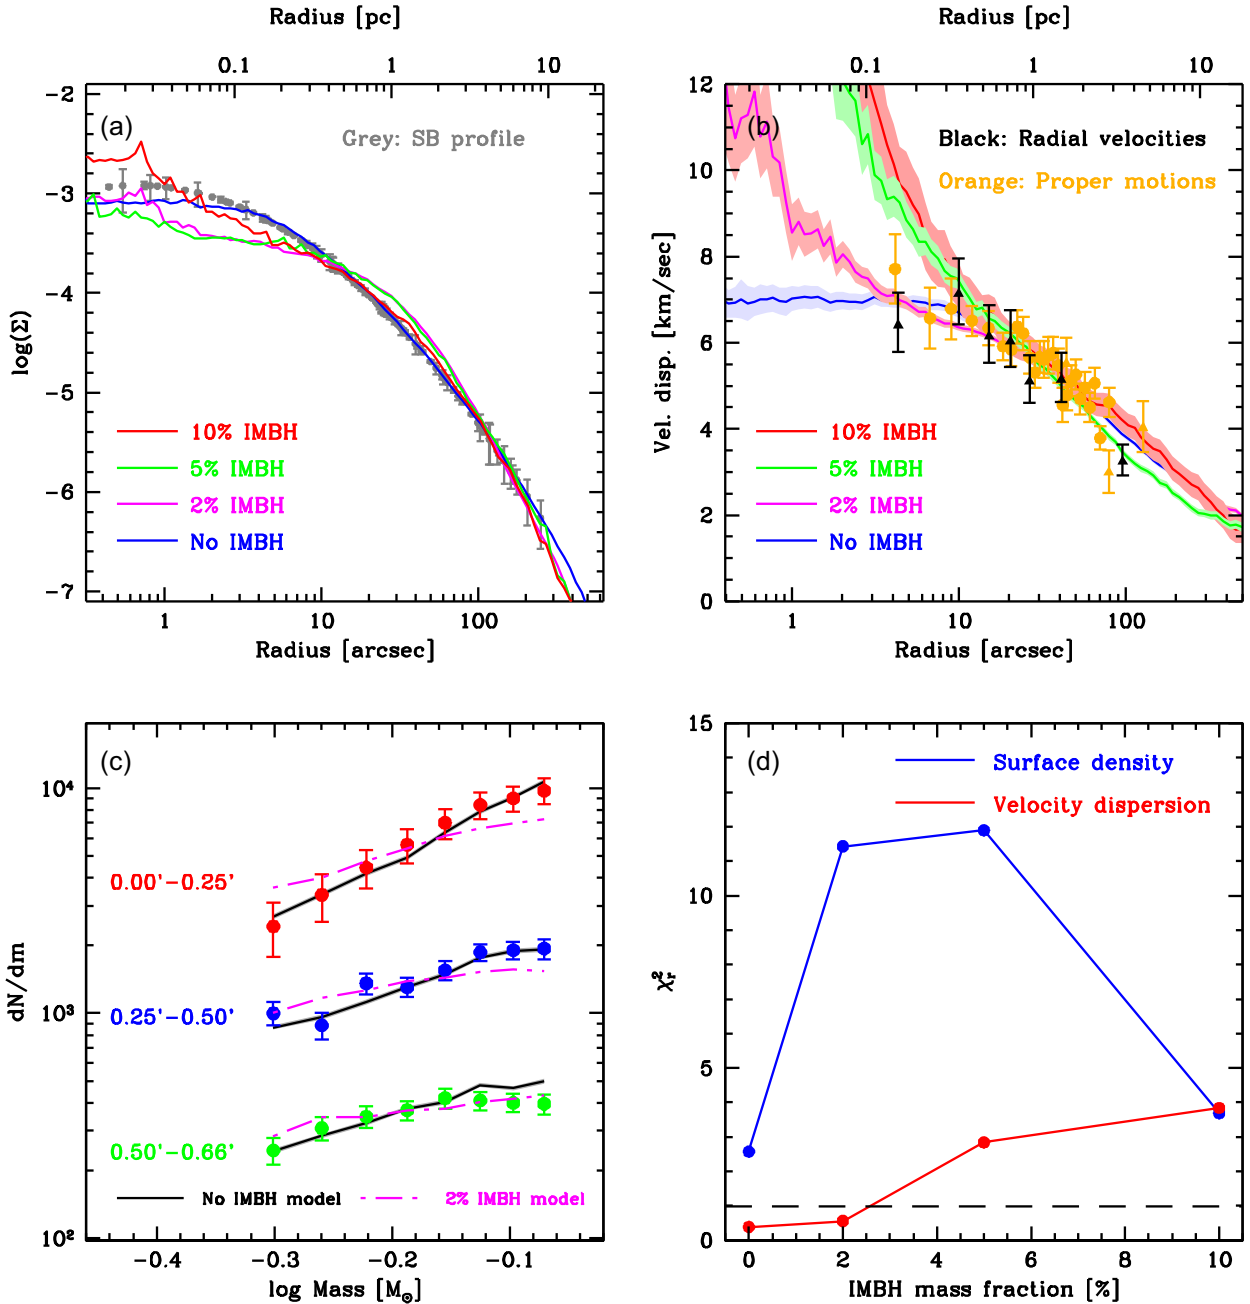 Radius [pc]
0.1 1 10
-2
-3
-4
-5
-6
-7
log(Σ)
(a)
Grey: SB profile
10% IMBH
5% IMBH
2% IMBH
No IMBH
1 10 100
Radius [arcsec]
Radius [pc]
0.1 1 10
12
10
8
6
4
2
0
Vel. disp. [km/sec]
(b)
Black: Radial velocities
Orange: Proper motions
10% IMBH
5% IMBH
2% IMBH
No IMBH
1 10 100
Radius [arcsec]
10⁴
10³
10²
dN/dm
(c)
0.00'-0.25'
0.25'-0.50'
0.50'-0.66'
No IMBH model 2% IMBH model
-0.4 -0.3 -0.2 -0.1
log Mass [M⊙]
15
10
5
0
χ²ᵣ
(d)
Surface density
Velocity dispersion
0 2 4 6 8 10
IMBH mass fraction [%]